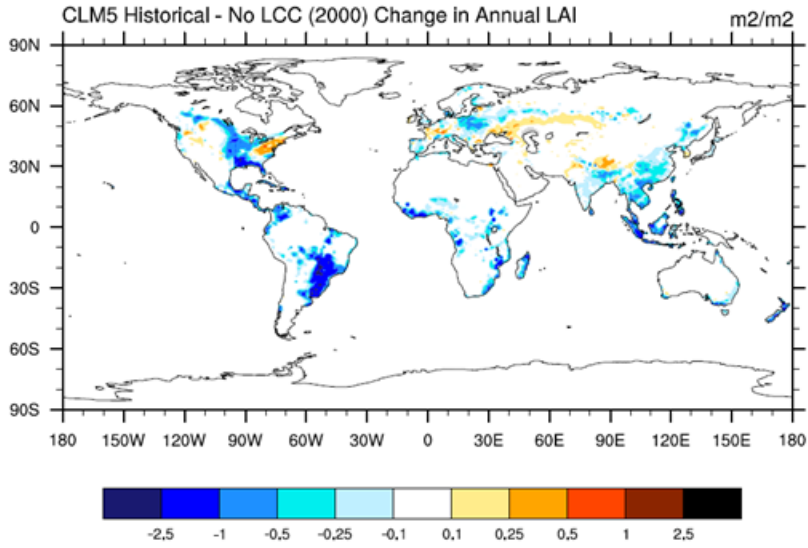 CLM5 Historical - No LCC (2000) Change in Annual LAI m2/m2
90N
60N
30N
0
30S
60S
90S
180 150W 120W 90W 60W 30W 0 30E 60E 90E 120E 150E 180
-2.5 -1 -0.5 -0.25 -0.1 0.1 0.25 0.5 1 2.5